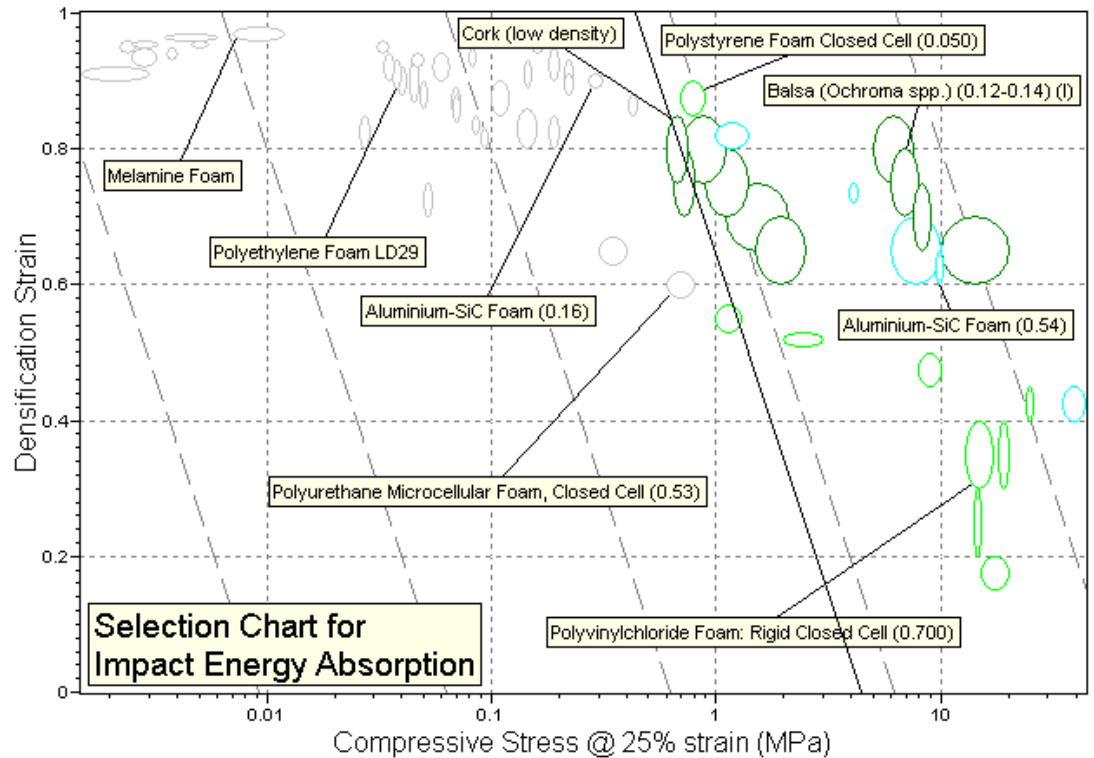 1
Cork (low density)
Polystyrene Foam Closed Cell (0.050)
Balsa (Ochroma spp.) (0.12-0.14) (l)
0.8
Melamine Foam
Polyethylene Foam LD29
Densification Strain
0.6
Aluminium-SiC Foam (0.16)
Aluminium-SiC Foam (0.54)
0.4
Polyurethane Microcellular Foam, Closed Cell (0.53)
0.2
Selection Chart for
Impact Energy Absorption
Polyvinylchloride Foam: Rigid Closed Cell (0.700)
0
0.01
0.1
1
10
Compressive Stress @ 25% strain (MPa)